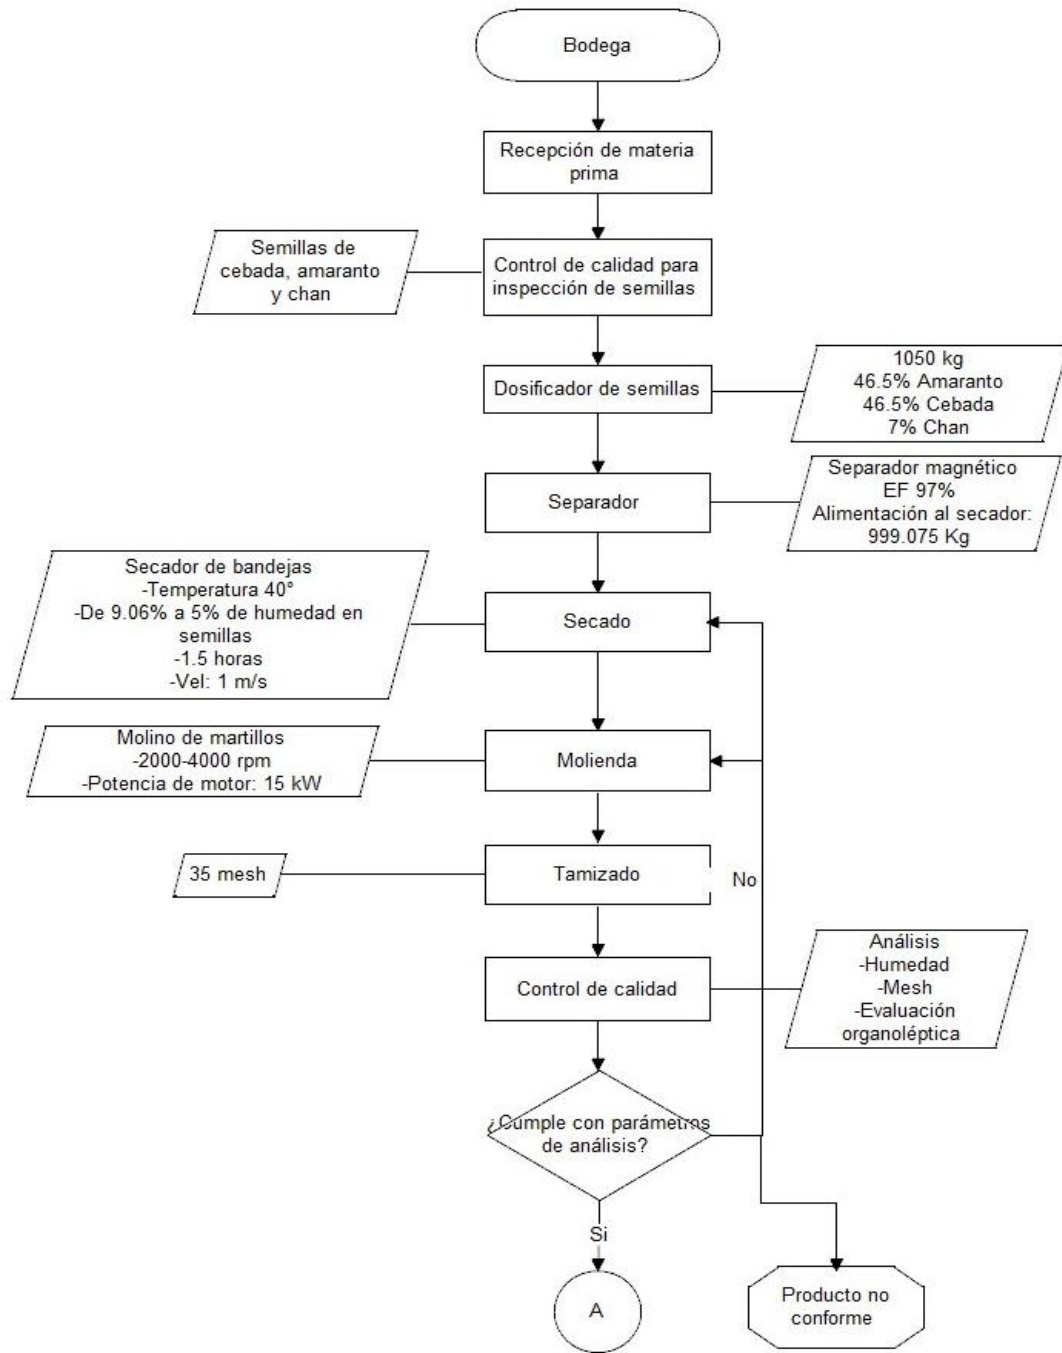 Bodega
Recepción de materia
prima
Semillas de
cebada, amaranto
y chan
Control de calidad para
inspección de semillas
Dosificador de semillas
1050 kg
46.5% Amaranto
46.5% Cebada
7% Chan
Separador
Separador magnético
EF 97%
Alimentación al secador:
999.075 Kg
Secador de bandejas
-Temperatura 40°
-De 9.06% a 5% de humedad en
semillas
-1.5 horas
-Vel: 1 m/s
Secado
Molino de martillos
-2000-4000 rpm
-Potencia de motor: 15 kW
Molienda
35 mesh
Tamizado
No
Control de calidad
Análisis
-Humedad
-Mesh
-Evaluación
organoléptica
¿Cumple con parámetros
de análisis?
Si
A
Producto no
conforme